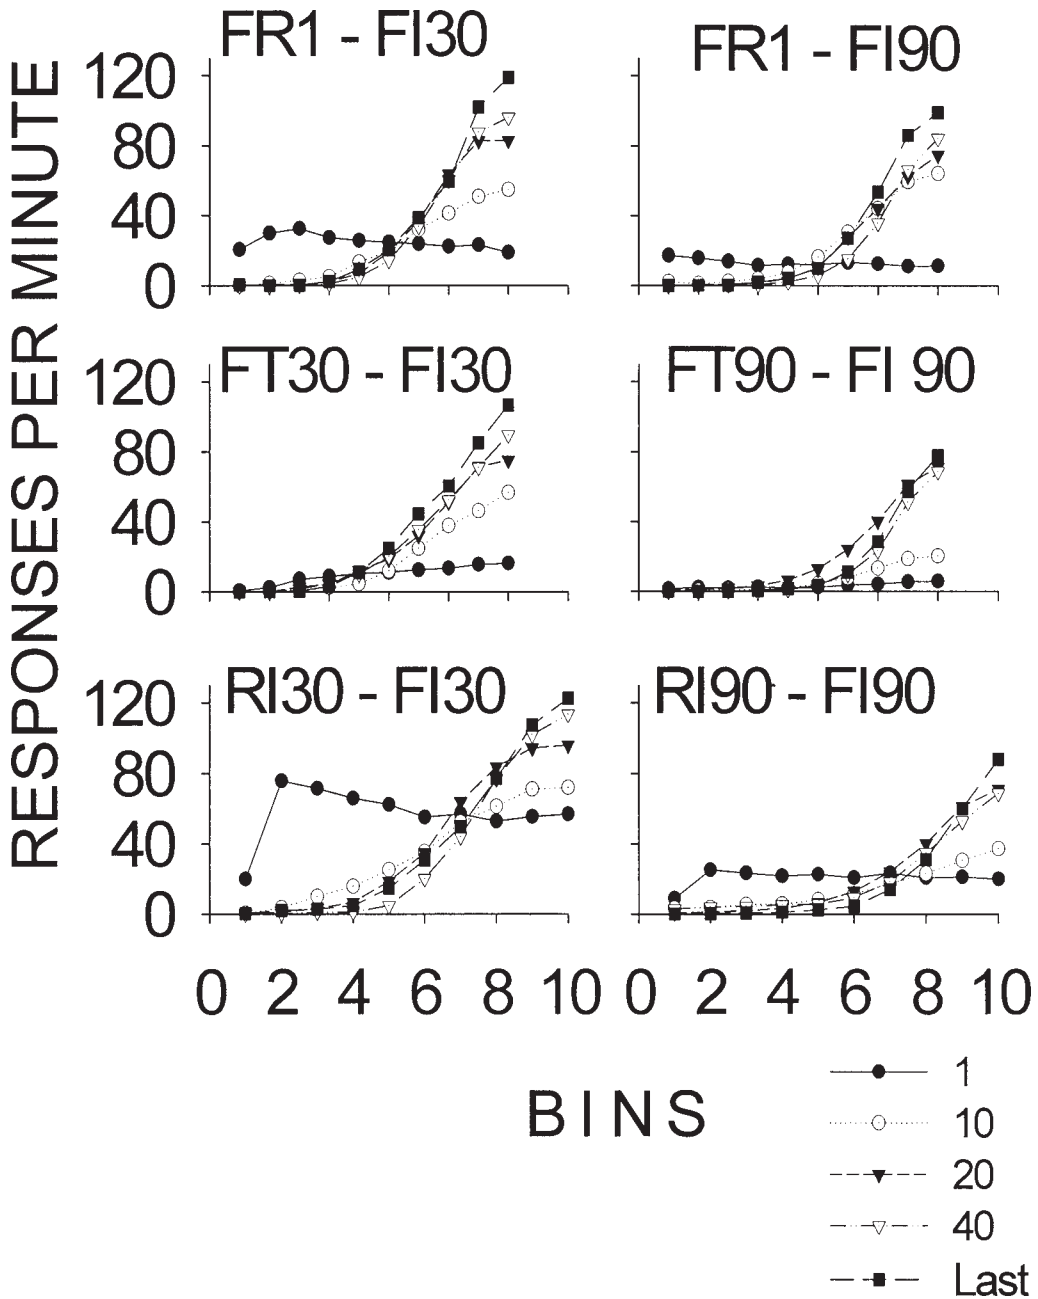 FR1 - FI30
FR1 - FI90
RESPONSES PER MINUTE
120
80
40
0
FT30 - FI30
FT90 - FI 90
120
80
40
0
RI30 - FI30
RI90 - FI90
120
80
40
0
0 2 4 6 8 10 0 2 4 6 8 10
BINS
1
10
20
40
Last